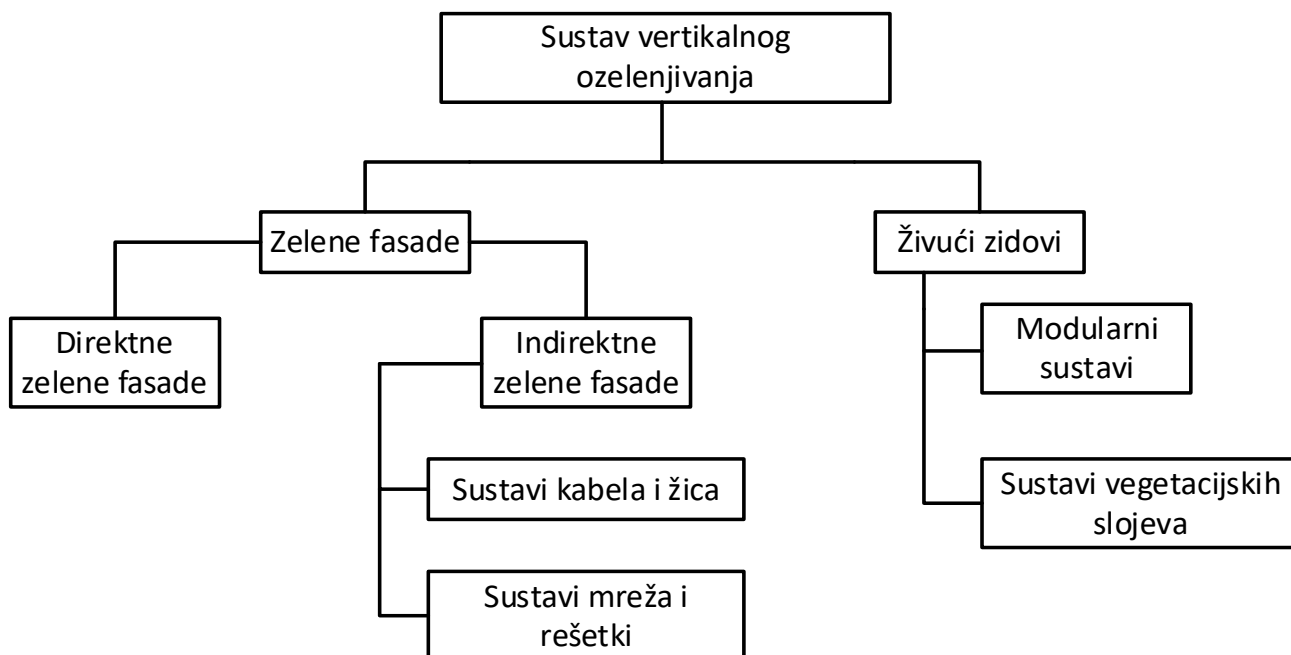 Sustav vertikalnog
ozelenjivanja
Zelene fasade
Živući zidovi
Direktne
zelene fasade
Indirektne
zelene fasade
Modularni
sustavi
Sustavi kabela i žica
Sustavi vegetacijskih
slojeva
Sustavi mreža i
rešetki